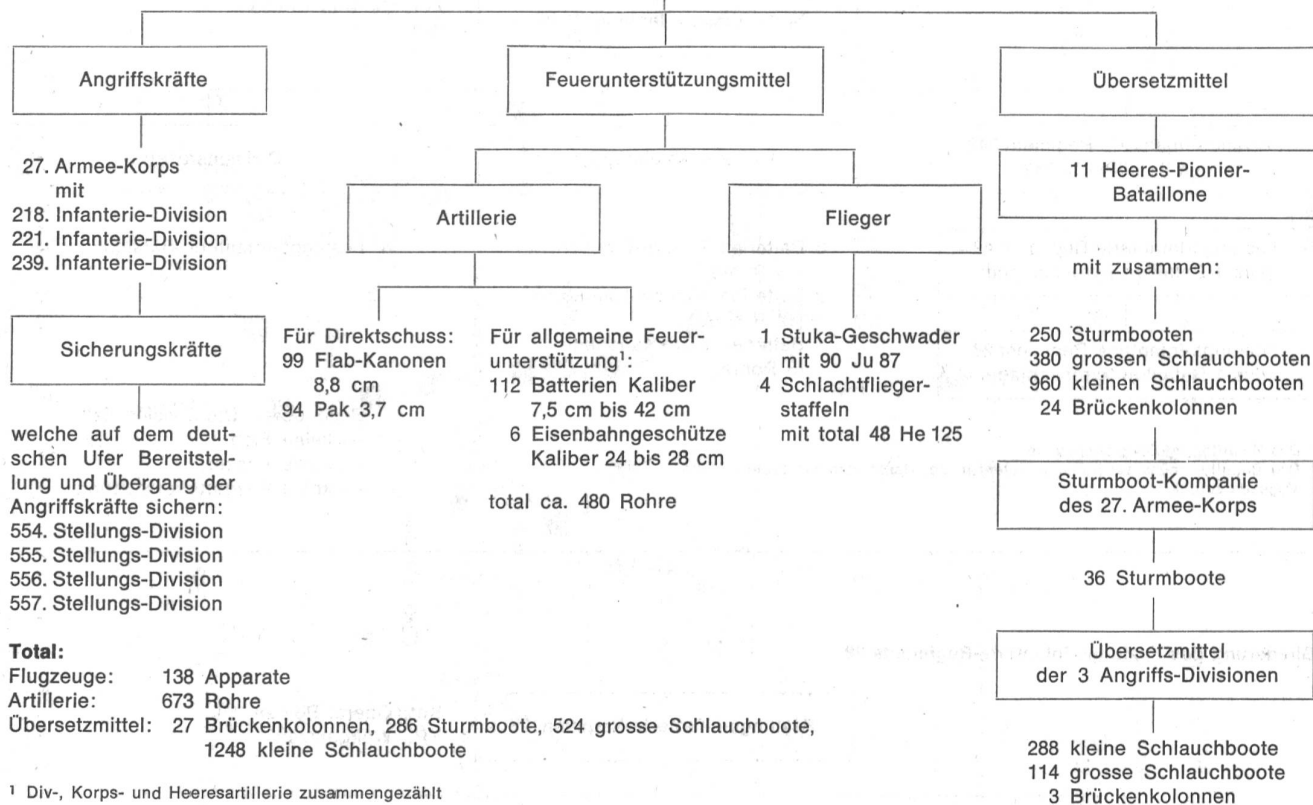 Angriffskräfte
27. Armee-Korps
mit
218. Infanterie-Division
221. Infanterie-Division
239. Infanterie-Division
Sicherungskräfte
welche auf dem deut-
schen Ufer Bereitstel-
lung und Übergang der
Angriffskräfte sichern:
554. Stellungs-Division
555. Stellungs-Division
556. Stellungs-Division
557. Stellungs-Division
Feuerunterstützungsmittel
Artillerie
Für Direktschuss:
99 Flab-Kanonen
8,8 cm
94 Pak 3,7 cm
Für allgemeine Feuer-
unterstützung¹:
112 Batterien Kaliber
7,5 cm bis 42 cm
6 Eisenbahngeschütze
Kaliber 24 bis 28 cm
total ca. 480 Rohre
Flieger
1 Stuka-Geschwader
mit 90 Ju 87
4 Schlachtflieger-
staffeln
mit total 48 He 125
Übersetzmittel
11 Heeres-Pionier-
Bataillone
mit zusammen:
250 Sturmbooten
380 grossen Schlauchbooten
960 kleinen Schlauchbooten
24 Brückenkolonnen
Sturmboot-Kompanie
des 27. Armee-Korps
36 Sturmboote
Übersetzmittel
der 3 Angriffs-Divisionen
288 kleine Schlauchboote
114 grosse Schlauchboote
3 Brückenkolonnen
Total:
Flugzeuge: 138 Apparate
Artillerie: 673 Rohre
Übersetzmittel: 27 Brückenkolonnen, 286 Sturmboote, 524 grosse Schlauchboote,
1248 kleine Schlauchboote
¹ Div-, Korps- und Heeresartillerie zusammengezählt